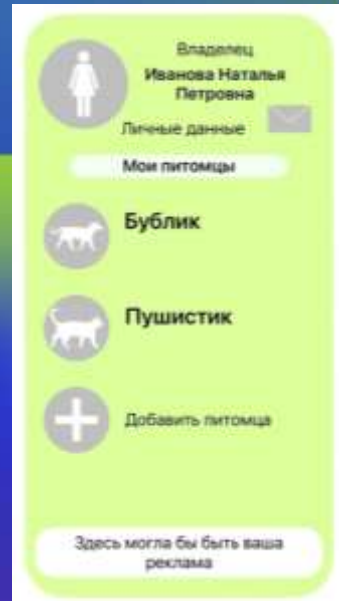 Владелец
Иванова Наталья
Петровна
Личные данные
Мои питомцы
Бублик
Пушистик
Добавить питомца
Здесь могла бы быть ваша
реклама